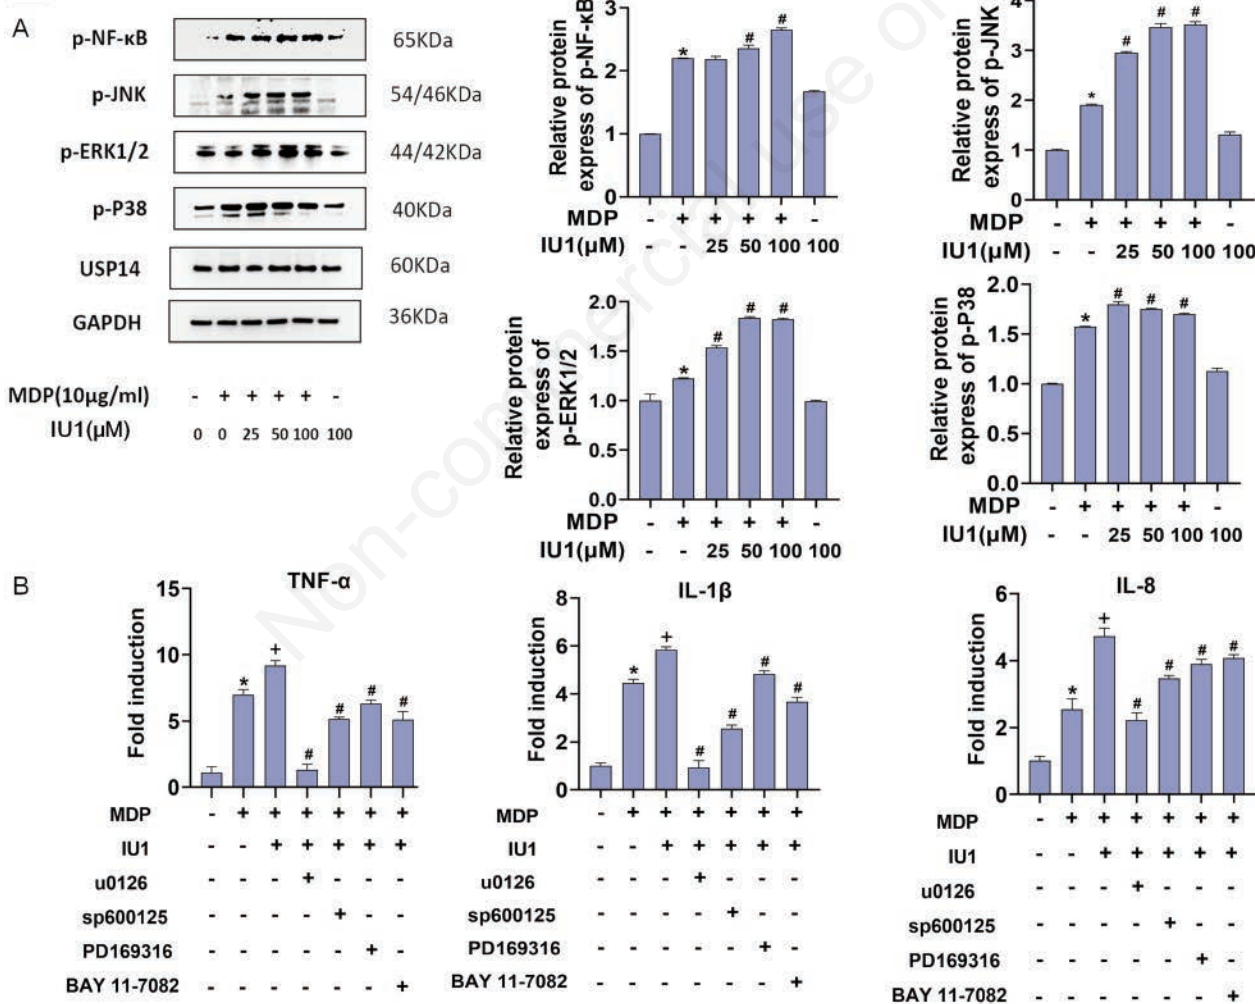 A
p-NF-κB 65KDa
p-JNK 54/46KDa
p-ERK1/2 44/42KDa
p-P38 40KDa
USP14 60KDa
GAPDH 36KDa
MDP(10μg/ml) - + + + + -
IU1(μM) 0 0 25 50 100 100
Relative protein
express of p-NF-κB
3
2
1
0
* # #
MDP - + + + + -
IU1(μM) - - 25 50 100 100
Relative protein
express of p-JNK
4
3
2
1
0
* # # #
MDP - + + + + -
IU1(μM) - - 25 50 100 100
Relative protein
express of
p-ERK1/2
2.0
1.5
1.0
0.5
0.0
* # # #
MDP - + + + + -
IU1(μM) - - 25 50 100 100
Relative protein
express of p-P38
2.0
1.5
1.0
0.5
0.0
* # # #
MDP - + + + + -
IU1(μM) - - 25 50 100 100
Non-commercial use on
B
TNF-α
Fold induction
15
10
5
0
* + # # # #
MDP - + + + + + +
IU1 - - + + + + +
u0126 - - - + - - -
sp600125 - - - - + - -
PD169316 - - - - - + -
BAY 11-7082 - - - - - - +
IL-1β
Fold induction
8
6
4
2
0
* + # # # #
MDP - + + + + + +
IU1 - - + + + + +
u0126 - - - + - - -
sp600125 - - - - + - -
PD169316 - - - - - + -
BAY 11-7082 - - - - - - +
IL-8
Fold induction
6
4
2
0
* + # # # #
MDP - + + + + + +
IU1 - - + + + + +
u0126 - - - + - - -
sp600125 - - - - + - -
PD169316 - - - - - + -
BAY 11-7082 - - - - - - +